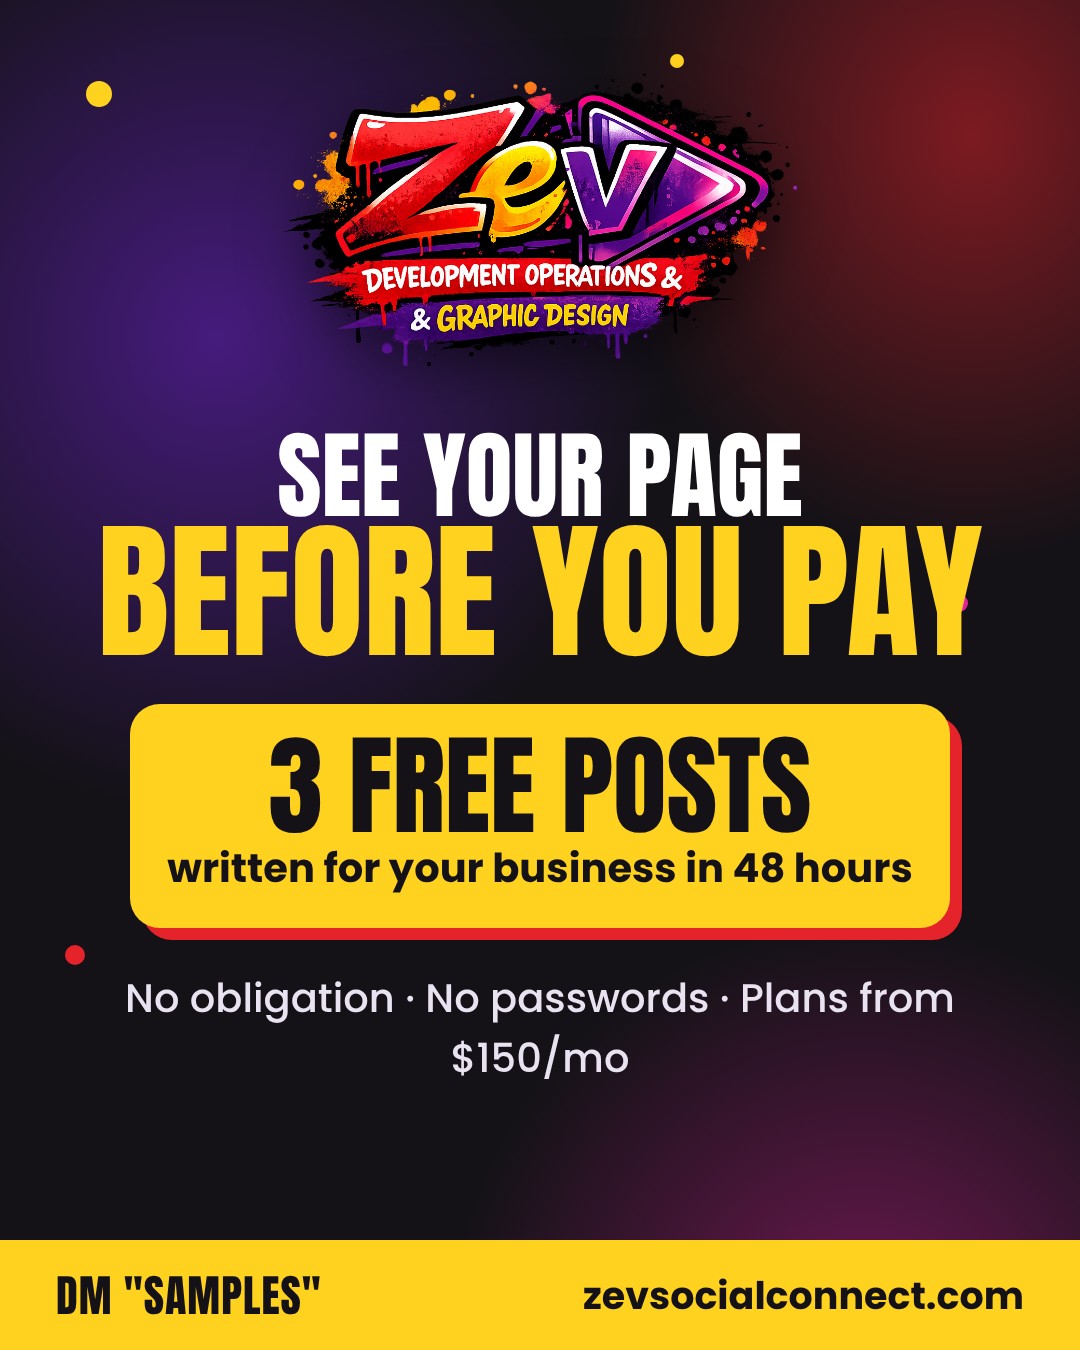 Zev
DEVELOPMENT OPERATIONS &
& GRAPHIC DESIGN
SEE YOUR PAGE
BEFORE YOU PAY
3 FREE POSTS
written for your business in 48 hours
No obligation · No passwords · Plans from
$150/mo
DM "SAMPLES"
zevsocialconnect.com